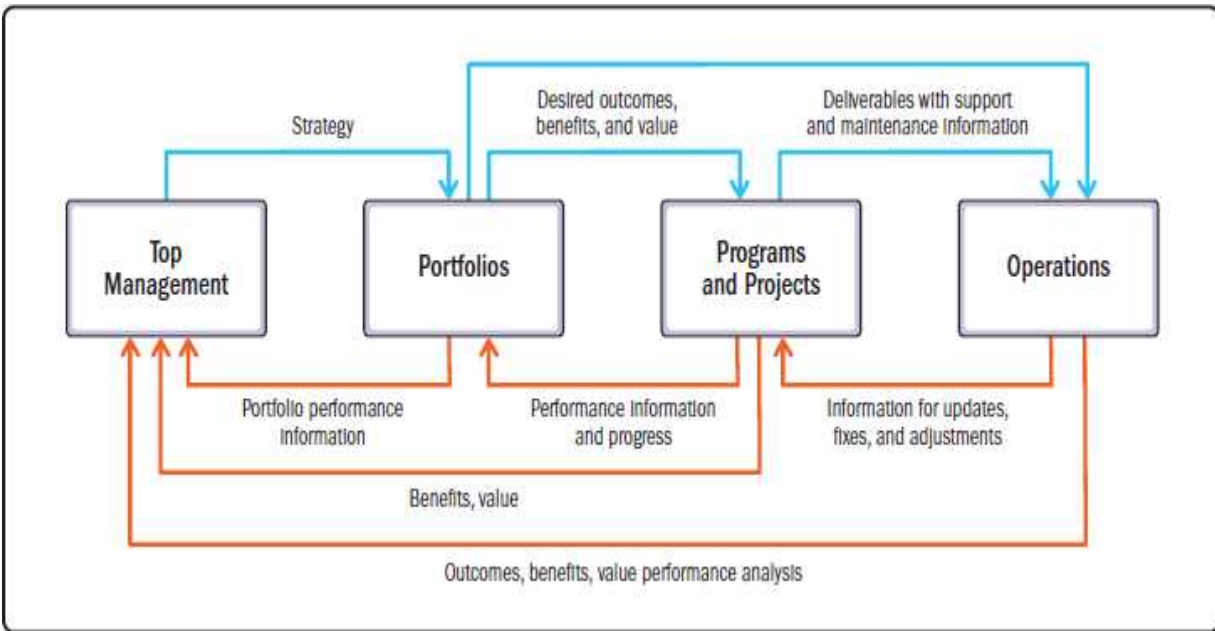 Desired outcomes,
benefits, and value
Deliverables with support
and maintenance information
Strategy
Top
Management
Portfolios
Programs
and Projects
Operations
Portfolio performance
information
Performance information
and progress
Information for updates,
fixes, and adjustments
Benefits, value
Outcomes, benefits, value performance analysis